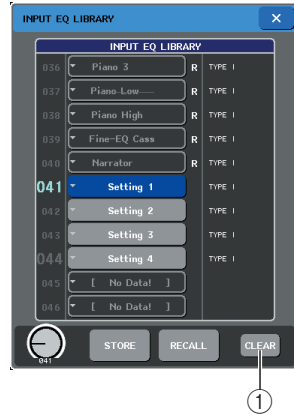 INPUT EQ LIBRARY ×
INPUT EQ LIBRARY
036 Piano 3 R TYPE I
037 Piano Low R TYPE I
038 Piano High R TYPE I
039 Fine-EQ Cass R TYPE I
040 Narrator R TYPE I
041 Setting 1 TYPE I
042 Setting 2 TYPE I
043 Setting 3 TYPE I
044 Setting 4 TYPE I
045 [ No Data! ]
046 [ No Data! ]
041 STORE RECALL CLEAR
1